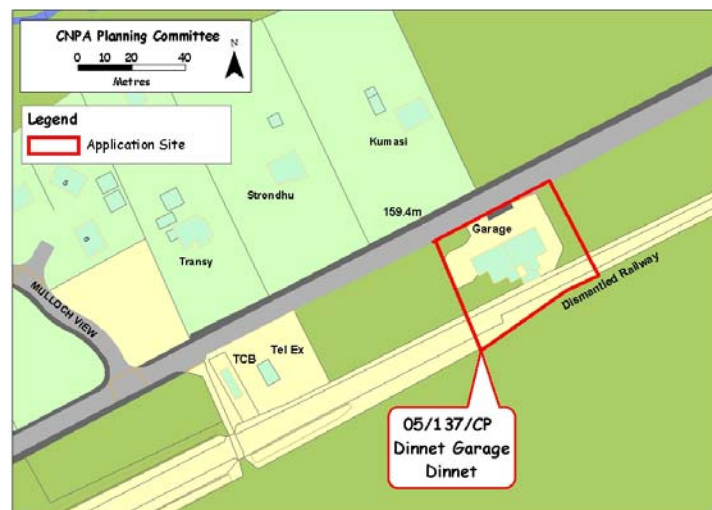 CNPA Planning Committee
N
0 10 20 40
Metres
Legend
Application Site
Kumasi
Strondhu
159.4m
Garage
Transy
Dismantled Railway
MULLOCH VIEW
TCB
Tel Ex
05/137/CP
Dinnet Garage
Dinnet